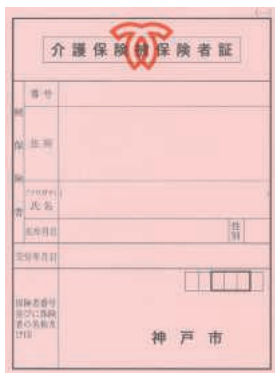 (一)
介護保険被保険者証
被保険者
番号
住所
フリガナ
氏名
生年月日
性別
交付年月日
保険者番号
並びに保険
者の名称及
び印
神戸市